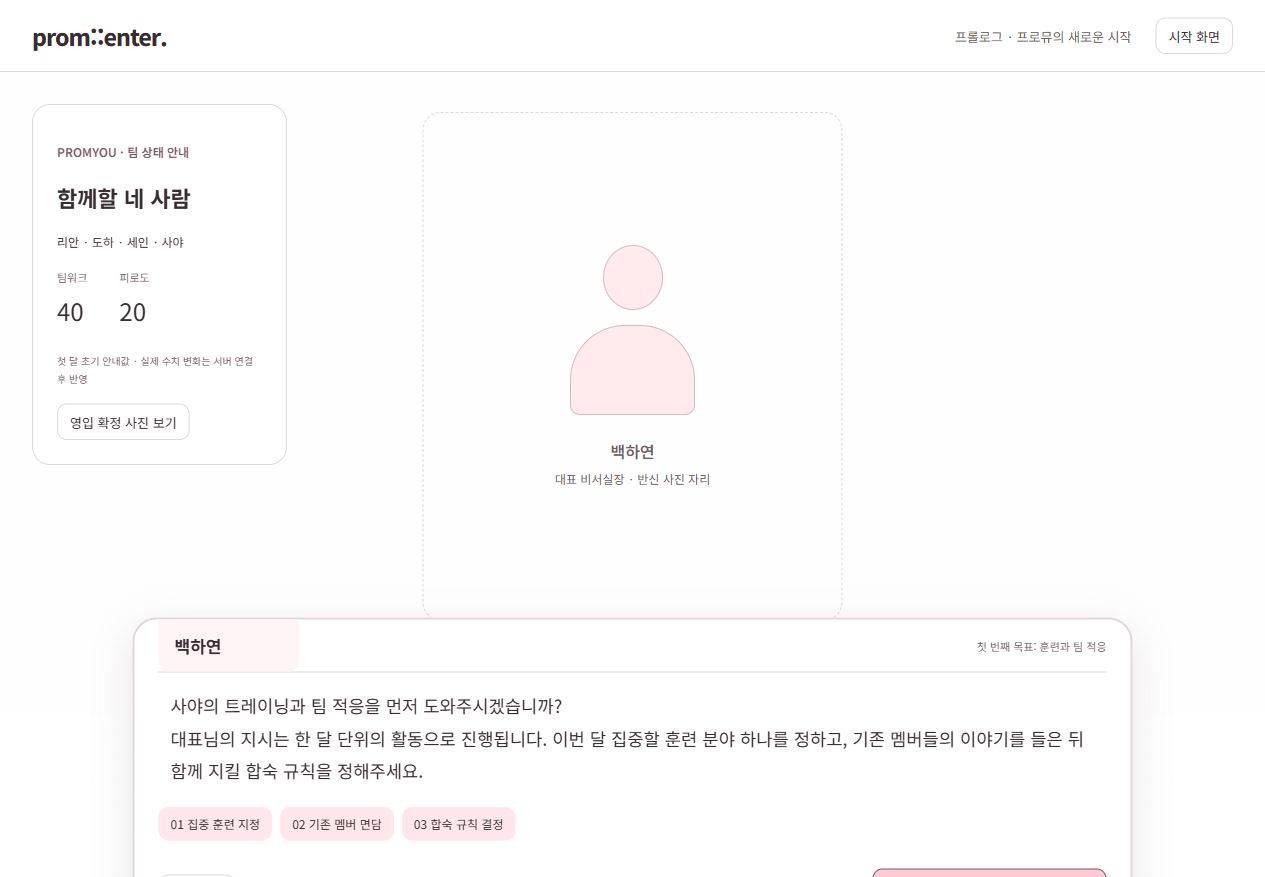 prom::enter.
프롤로그 · 프로뮤의 새로운 시작
시작 화면
PROMYOU · 팀 상태 안내
함께할 네 사람
리안 · 도하 · 세인 · 사야
팀워크 피로도
40 20
첫 달 초기 안내값 · 실제 수치 변화는 서버 연결
후 반영
영입 확정 사진 보기
백하연
대표 비서실장 · 반신 사진 자리
백하연
첫 번째 목표: 훈련과 팀 적응
사야의 트레이닝과 팀 적응을 먼저 도와주시겠습니까?
대표님의 지시는 한 달 단위의 활동으로 진행됩니다. 이번 달 집중할 훈련 분야 하나를 정하고, 기존 멤버들의 이야기를 들은 뒤
함께 지킬 합숙 규칙을 정해주세요.
01 집중 훈련 지정
02 기존 멤버 면담
03 합숙 규칙 결정